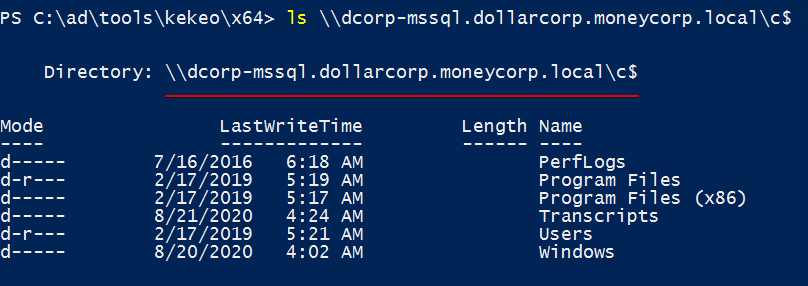 PS C:\ad\tools\kekeo\x64> ls \\dcorp-mssql.dollarcorp.moneycorp.local\c$
Directory: \\dcorp-mssql.dollarcorp.moneycorp.local\c$
Mode LastWriteTime Length Name
---- ------------- ------ ----
d----- 7/16/2016 6:18 AM PerfLogs
d-r--- 2/17/2019 5:19 AM Program Files
d----- 2/17/2019 5:17 AM Program Files (x86)
d----- 8/21/2020 4:24 AM Transcripts
d-r--- 2/17/2019 5:21 AM Users
d----- 8/20/2020 4:02 AM Windows